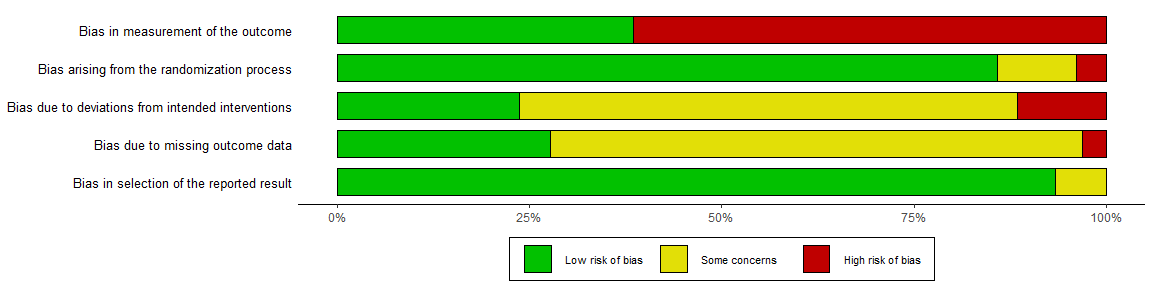 Bias in measurement of the outcome
Bias arising from the randomization process
Bias due to deviations from intended interventions
Bias due to missing outcome data
Bias in selection of the reported result
0% 25% 50% 75% 100%
Low risk of bias Some concerns High risk of bias